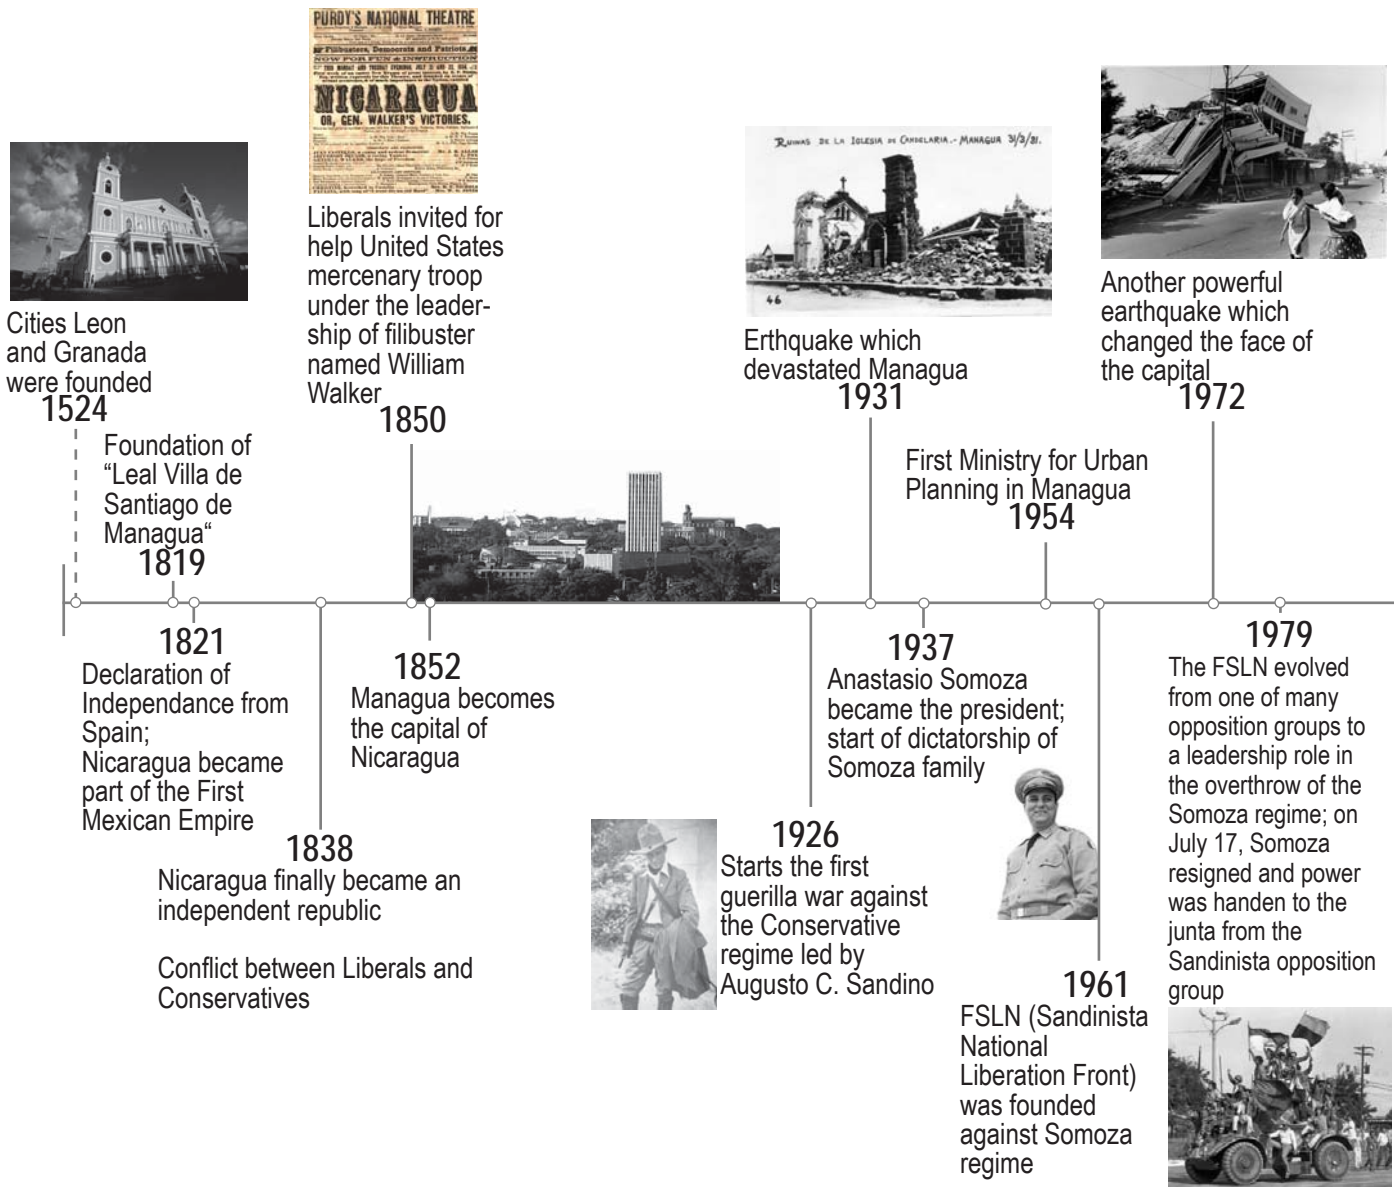 PURDY'S NATIONAL THEATRE
Filibusters, Democrats and Patriots
NOW FOR FUN & INSTRUCTION
NICARAGUA
OR, GEN. WALKER'S VICTORIES.
Cities Leon
and Granada
were founded
1524
Foundation of
“Leal Villa de
Santiago de
Managua“
1819
1821
Declaration of
Independance from
Spain;
Nicaragua became
part of the First
Mexican Empire
1838
Nicaragua finally became an
independent republic
Conflict between Liberals and
Conservatives
Liberals invited for
help United States
mercenary troop
under the leader-
ship of filibuster
named William
Walker
1850
1852
Managua becomes
the capital of
Nicaragua
1926
Starts the first
guerilla war against
the Conservative
regime led by
Augusto C. Sandino
RUINAS DE LA IGLESIA DE CANDELARIA.- MANAGUA 31/3/31.
46
Erthquake which
devastated Managua
1931
1937
Anastasio Somoza
became the president;
start of dictatorship of
Somoza family
First Ministry for Urban
Planning in Managua
1954
1961
FSLN (Sandinista
National
Liberation Front)
was founded
against Somoza
regime
Another powerful
earthquake which
changed the face of
the capital
1972
1979
The FSLN evolved
from one of many
opposition groups to
a leadership role in
the overthrow of the
Somoza regime; on
July 17, Somoza
resigned and power
was handen to the
junta from the
Sandinista opposition
group